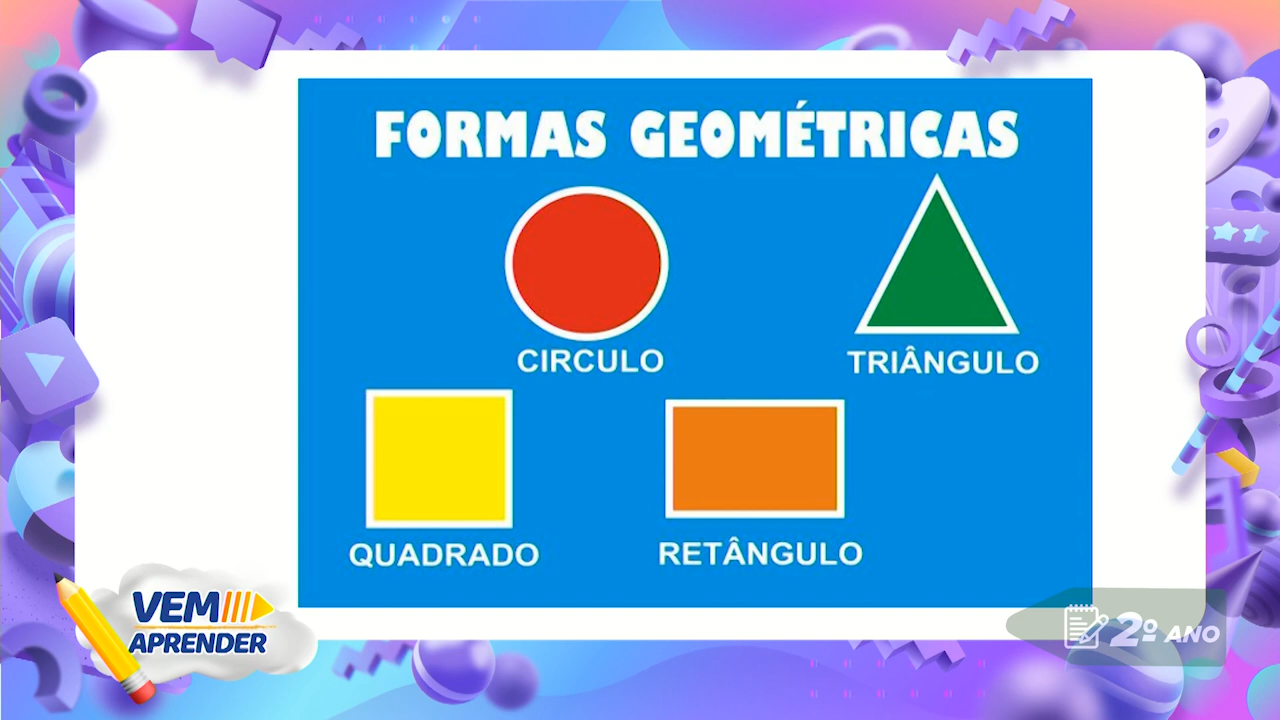 FORMAS GEOMÉTRICAS
CIRCULO
TRIÂNGULO
QUADRADO
RETÂNGULO
VEM
APRENDER
2º ANO